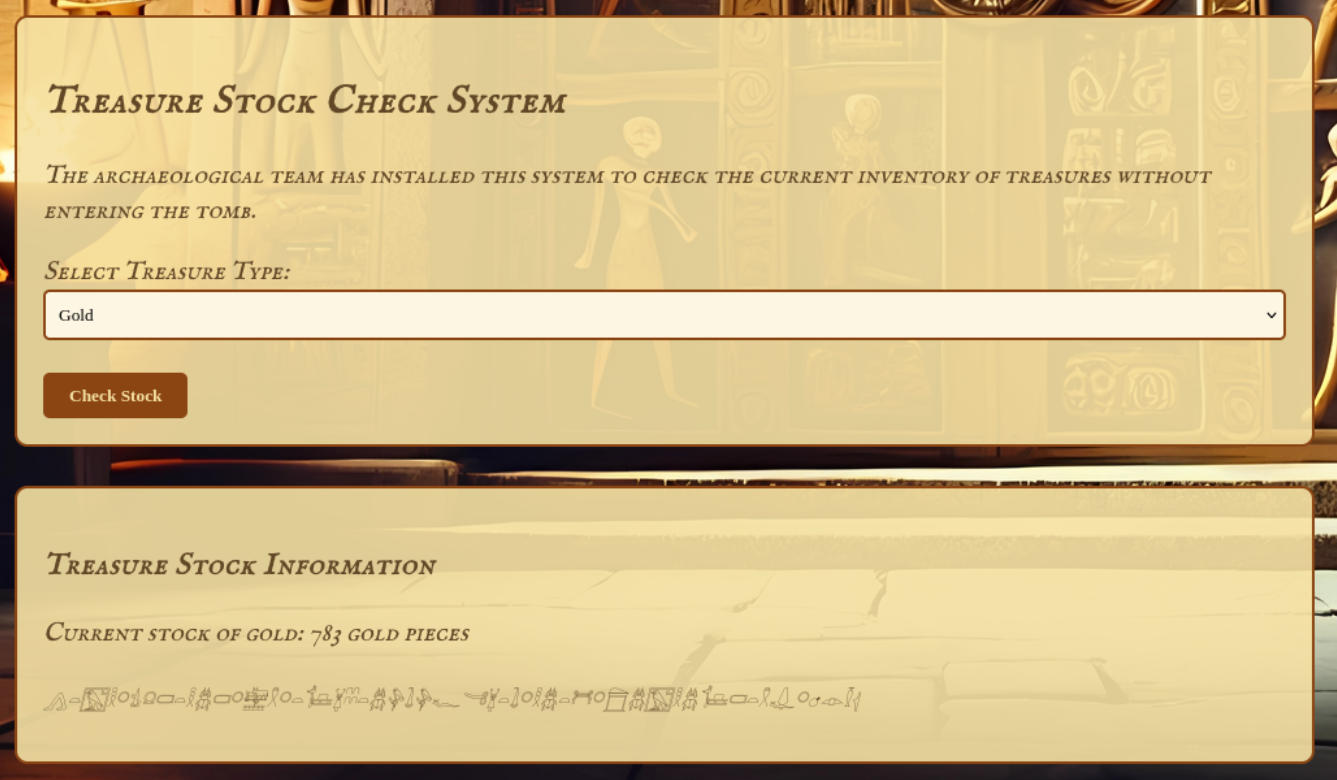 Treasure Stock Check System
The archaeological team has installed this system to check the current inventory of treasures without
entering the tomb.
Select Treasure Type:
Gold
Check Stock
Treasure Stock Information
Current stock of gold: 783 gold pieces